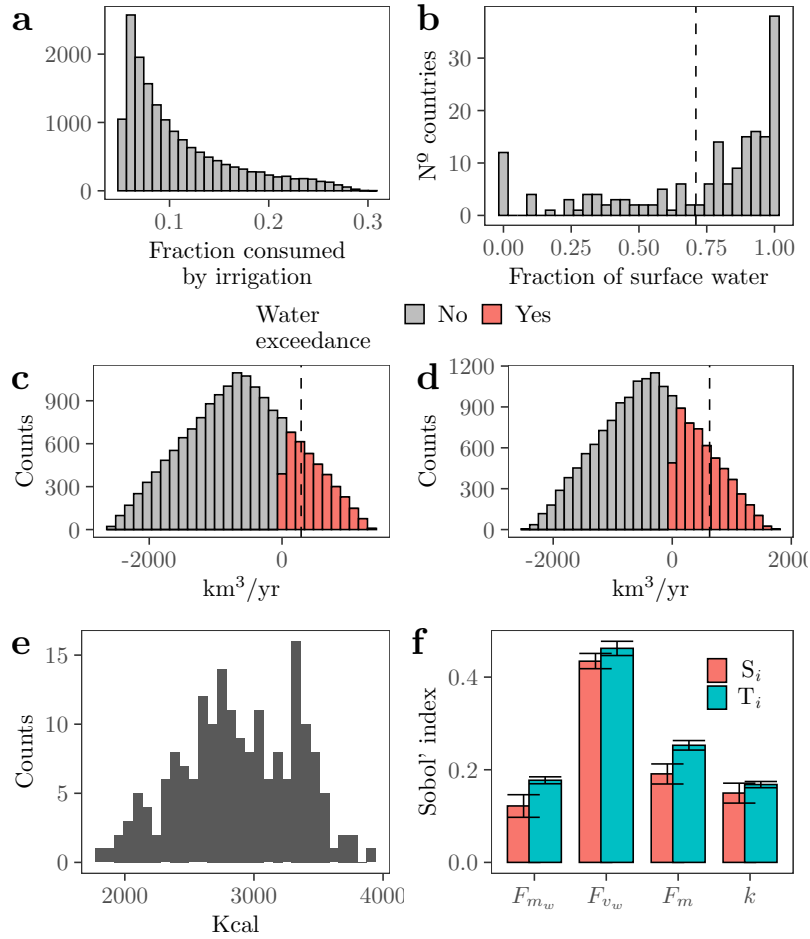 a
2000
1000
0
0.1 0.2 0.3
Fraction consumed
by irrigation
b
Nº countries
30
20
10
0
0.00 0.25 0.50 0.75 1.00
Fraction of surface water
Water
exceedance
No Yes
c
Counts
900
600
300
0
-2000 0
km³/yr
d
Counts
1200
900
600
300
0
-2000 0 2000
km³/yr
e
Counts
15
10
5
0
2000 3000 4000
Kcal
f
Sobol' index
0.4
0.2
0.0
S_i
T_i
F_{m_w} F_{v_w} F_m k